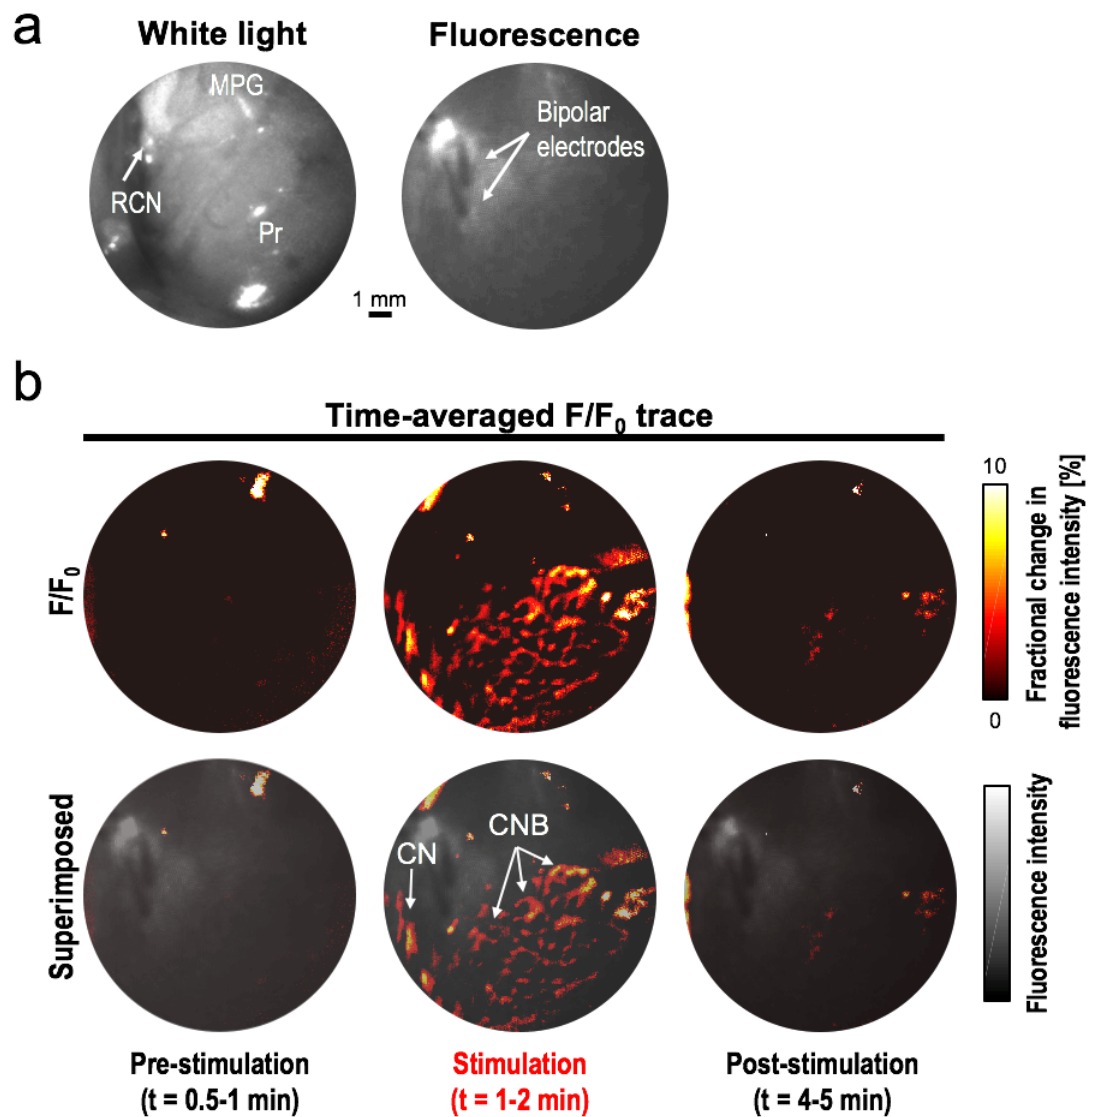 a
White light
Fluorescence
MPG
RCN
Pr
Bipolar
electrodes
1 mm
b
Time-averaged F/F₀ trace
F/F₀
10
0
Fractional change in
fluorescence intensity [%]
Superimposed
CN
CNB
Fluorescence intensity
Pre-stimulation
(t = 0.5-1 min)
Stimulation
(t = 1-2 min)
Post-stimulation
(t = 4-5 min)